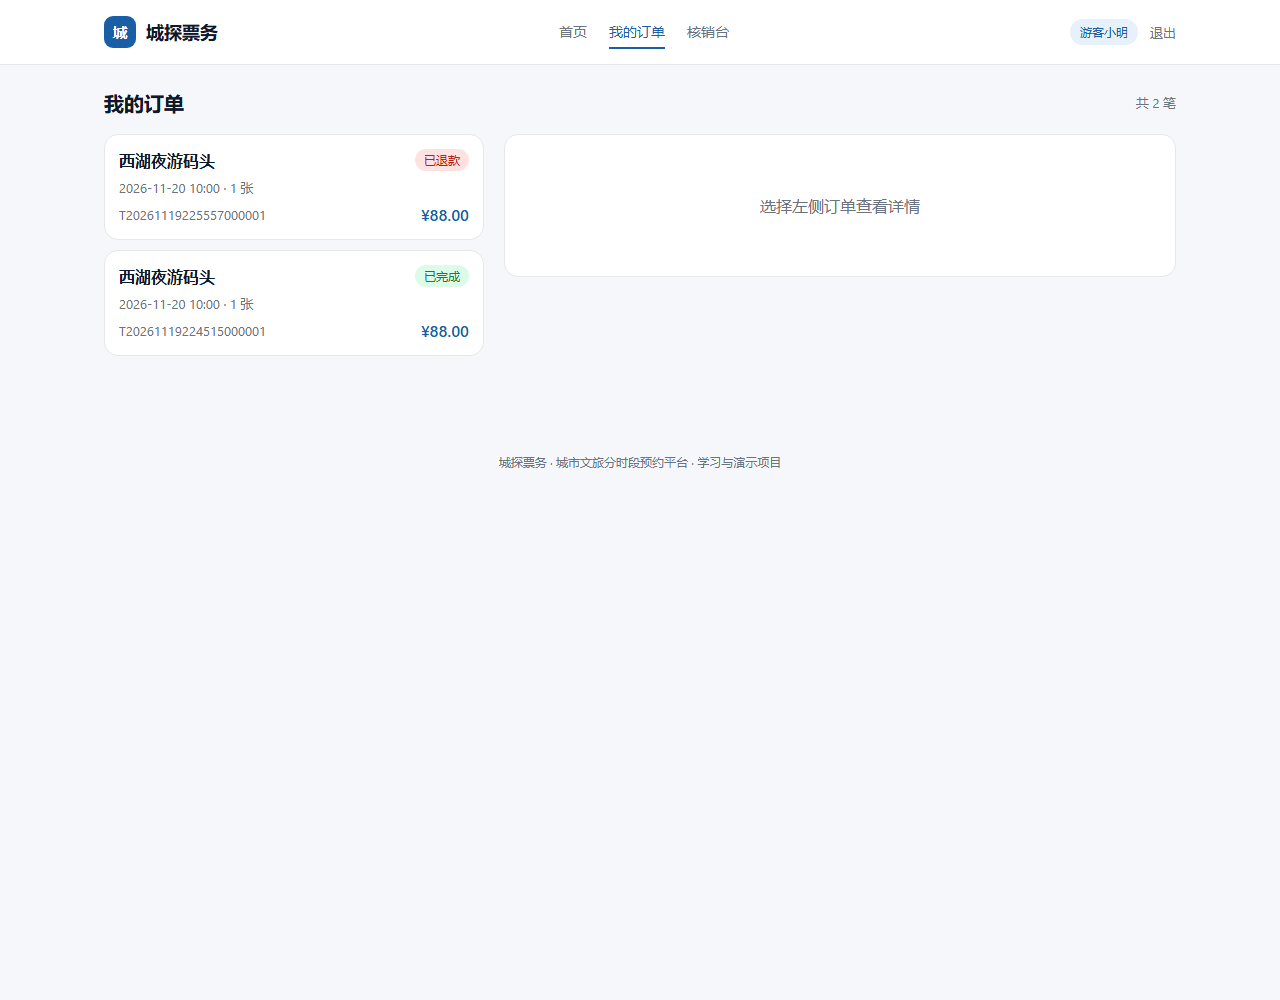 城 城探票务 首页 我的订单 核销台 游客小明 退出
我的订单 共 2 笔
西湖夜游码头 已退款
2026-11-20 10:00 · 1 张
T20261119225557000001 ¥88.00
选择左侧订单查看详情
西湖夜游码头 已完成
2026-11-20 10:00 · 1 张
T20261119224515000001 ¥88.00
城探票务 · 城市文旅分时段预约平台 · 学习与演示项目